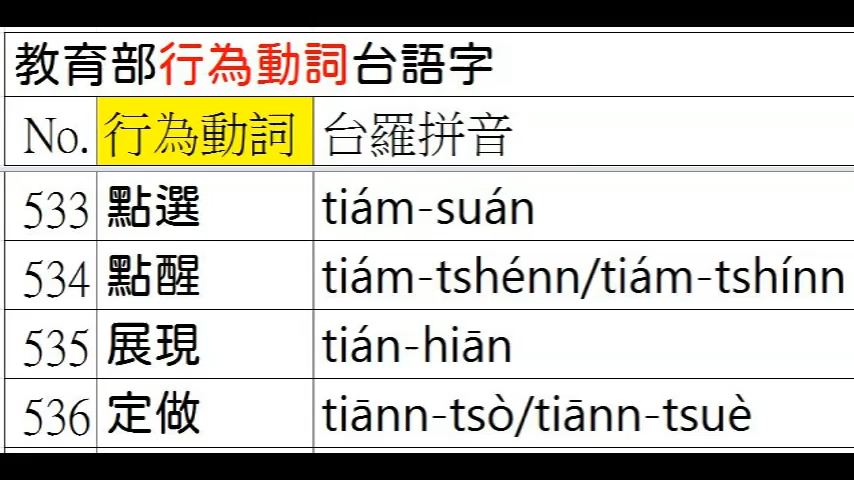 教育部行為動詞台語字
No. 行為動詞 台羅拼音
533 點選 tiám-suán
534 點醒 tiám-tshénn/tiám-tshínn
535 展現 tián-hiān
536 定做 tiānn-tsò/tiānn-tsuè